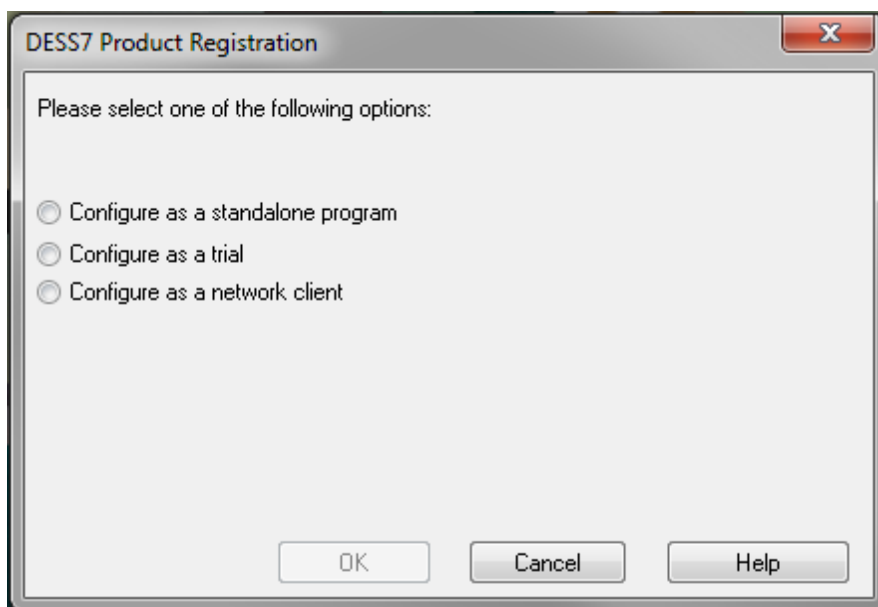 DESS7 Product Registration
Please select one of the following options:
Configure as a standalone program
Configure as a trial
Configure as a network client
OK
Cancel
Help